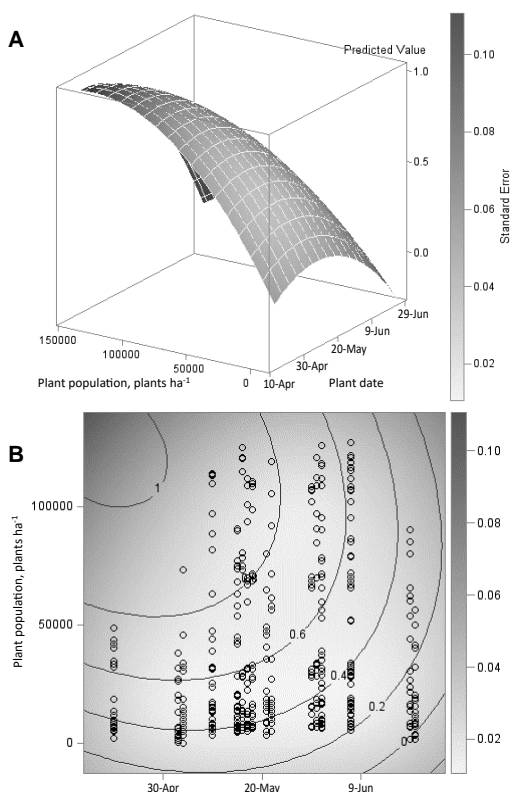 A
Predicted Value
1.0
0.5
0.0
0.10
0.08
0.06
0.04
0.02
Standard Error
150000
100000
50000
0
10-Apr
30-Apr
20-May
9-Jun
29-Jun
Plant population, plants ha-1
Plant date
B
Plant population, plants ha-1
100000
50000
0
1
0.6
0.4
0.2
0
0.10
0.08
0.06
0.04
0.02
30-Apr
20-May
9-Jun